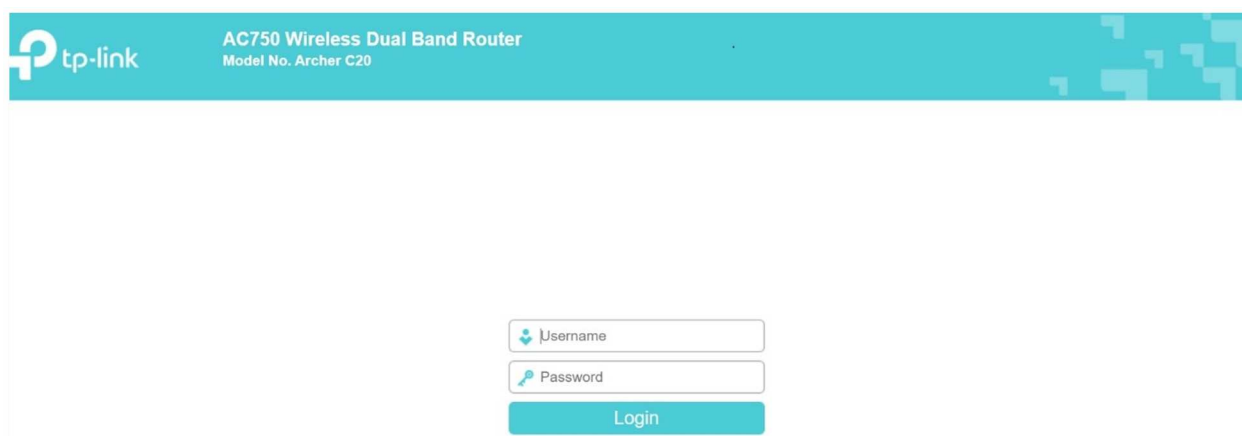 tp-link
AC750 Wireless Dual Band Router
Model No. Archer C20
Username
Password
Login